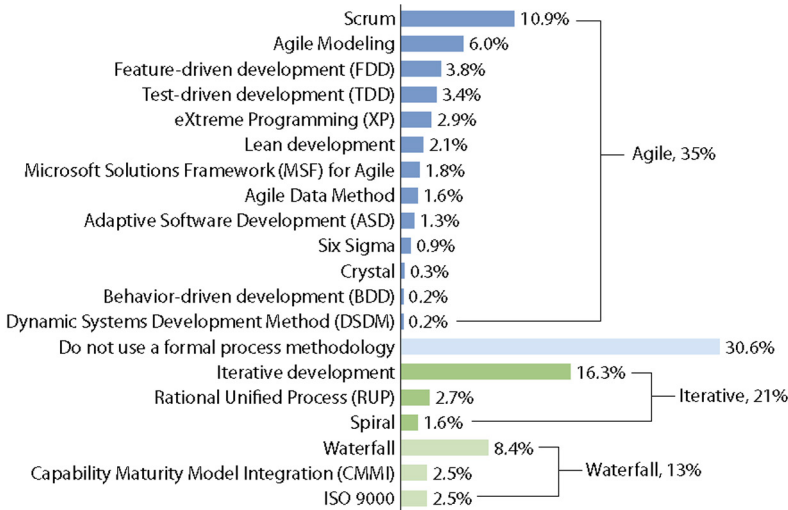 Scrum 10.9%
Agile Modeling 6.0%
Feature-driven development (FDD) 3.8%
Test-driven development (TDD) 3.4%
eXtreme Programming (XP) 2.9%
Lean development 2.1%
Agile, 35%
Microsoft Solutions Framework (MSF) for Agile 1.8%
Agile Data Method 1.6%
Adaptive Software Development (ASD) 1.3%
Six Sigma 0.9%
Crystal 0.3%
Behavior-driven development (BDD) 0.2%
Dynamic Systems Development Method (DSDM) 0.2%
Do not use a formal process methodology 30.6%
Iterative development 16.3%
Rational Unified Process (RUP) 2.7%
Iterative, 21%
Spiral 1.6%
Waterfall 8.4%
Capability Maturity Model Integration (CMMI) 2.5%
Waterfall, 13%
ISO 9000 2.5%